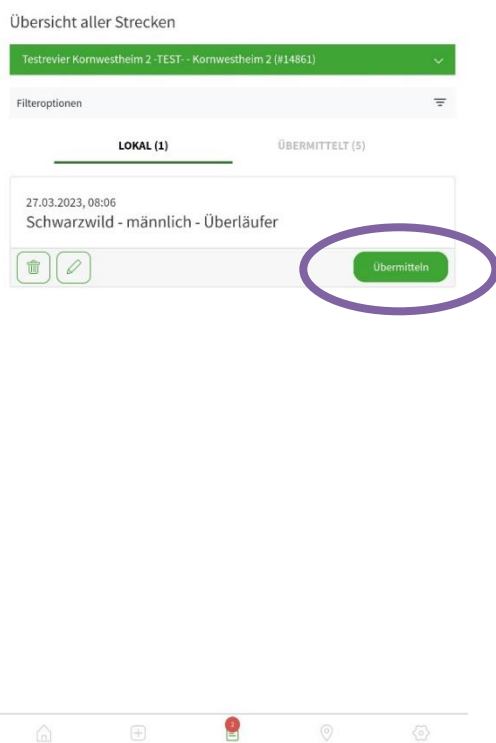 Übersicht aller Strecken
Testrevier Kornwestheim 2 -TEST- - Kornwestheim 2 (#14861)
Filteroptionen
LOKAL (1) ÜBERMITTELT (5)
27.03.2023, 08:06
Schwarzwild - männlich - Überläufer
Übermitteln
2